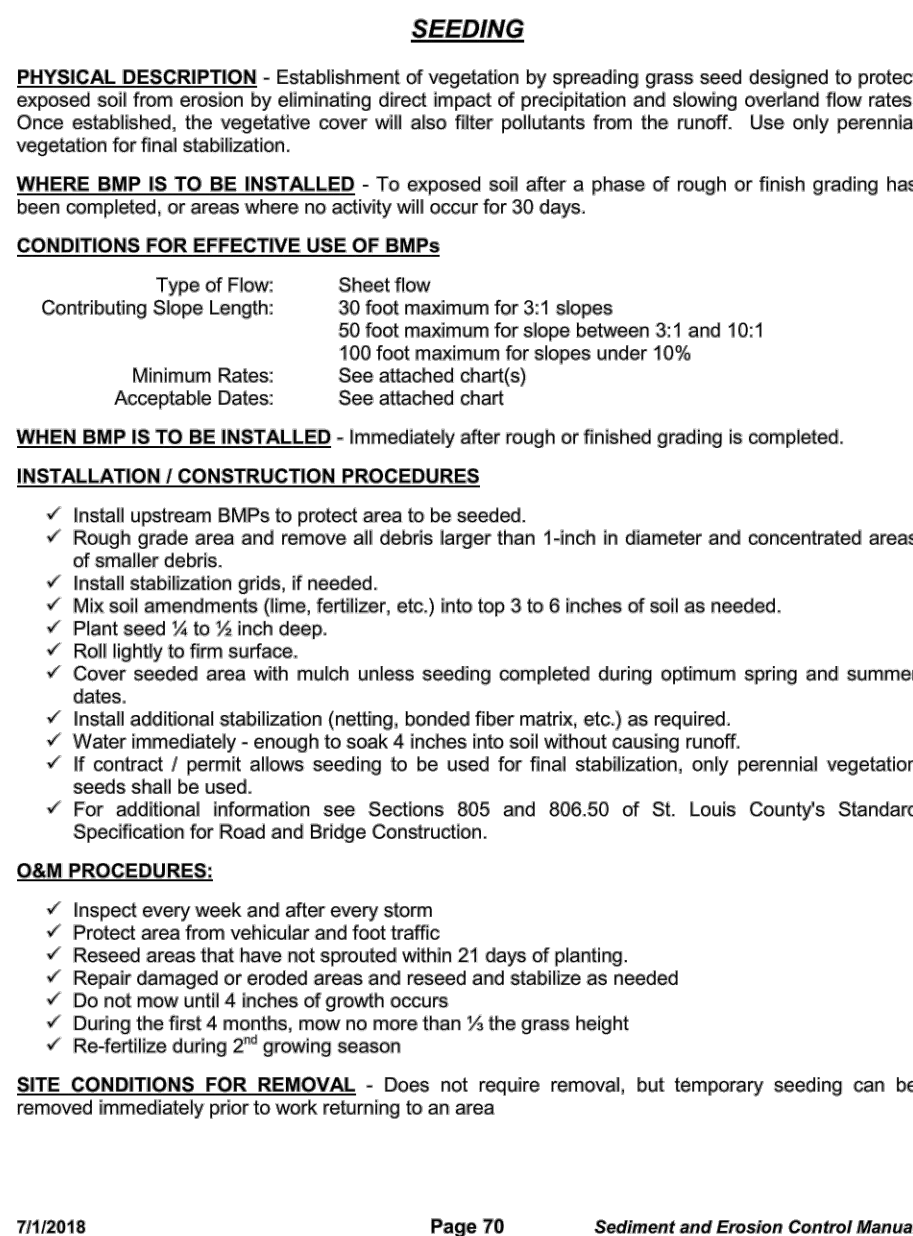 SEEDING
PHYSICAL DESCRIPTION - Establishment of vegetation by spreading grass seed designed to protec
exposed soil from erosion by eliminating direct impact of precipitation and slowing overland flow rates
Once established, the vegetative cover will also filter pollutants from the runoff.  Use only perennia
vegetation for final stabilization.
WHERE BMP IS TO BE INSTALLED - To exposed soil after a phase of rough or finish grading has
been completed, or areas where no activity will occur for 30 days.
CONDITIONS FOR EFFECTIVE USE OF BMPs
Type of Flow: Sheet flow
Contributing Slope Length: 30 foot maximum for 3:1 slopes
50 foot maximum for slope between 3:1 and 10:1
100 foot maximum for slopes under 10%
Minimum Rates: See attached chart(s)
Acceptable Dates: See attached chart
WHEN BMP IS TO BE INSTALLED - Immediately after rough or finished grading is completed.
INSTALLATION / CONSTRUCTION PROCEDURES
✓ Install upstream BMPs to protect area to be seeded.
✓ Rough grade area and remove all debris larger than 1-inch in diameter and concentrated areas
of smaller debris.
✓ Install stabilization grids, if needed.
✓ Mix soil amendments (lime, fertilizer, etc.) into top 3 to 6 inches of soil as needed.
✓ Plant seed ¼ to ½ inch deep.
✓ Roll lightly to firm surface.
✓ Cover seeded area with mulch unless seeding completed during optimum spring and summer
dates.
✓ Install additional stabilization (netting, bonded fiber matrix, etc.) as required.
✓ Water immediately - enough to soak 4 inches into soil without causing runoff.
✓ If contract / permit allows seeding to be used for final stabilization, only perennial vegetation
seeds shall be used.
✓ For additional information see Sections 805 and 806.50 of St. Louis County's Standard
Specification for Road and Bridge Construction.
O&M PROCEDURES:
✓ Inspect every week and after every storm
✓ Protect area from vehicular and foot traffic
✓ Reseed areas that have not sprouted within 21 days of planting.
✓ Repair damaged or eroded areas and reseed and stabilize as needed
✓ Do not mow until 4 inches of growth occurs
✓ During the first 4 months, mow no more than ⅓ the grass height
✓ Re-fertilize during 2nd growing season
SITE CONDITIONS FOR REMOVAL - Does not require removal, but temporary seeding can be
removed immediately prior to work returning to an area
7/1/2018 Page 70 Sediment and Erosion Control Manua